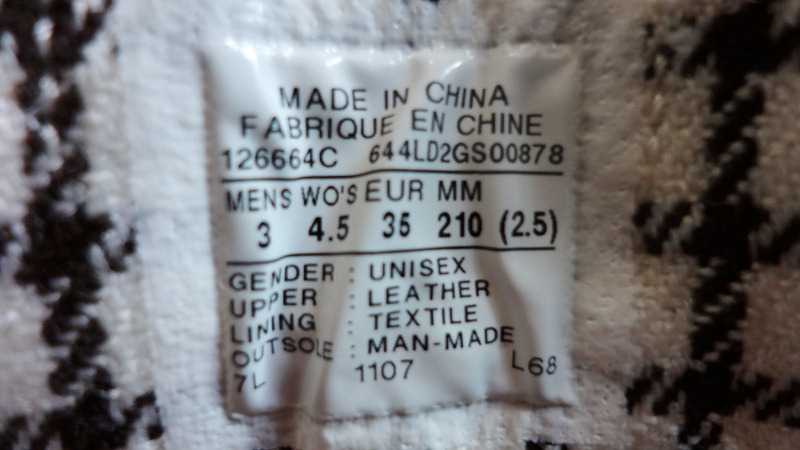 MADE IN CHINA
FABRIQUE EN CHINE
126664C 644LD2GS00878
MENS WO'S EUR MM
3 4.5 35 210 (2.5)
GENDER : UNISEX
UPPER : LEATHER
LINING : TEXTILE
OUTSOLE : MAN-MADE
7L 1107 L68